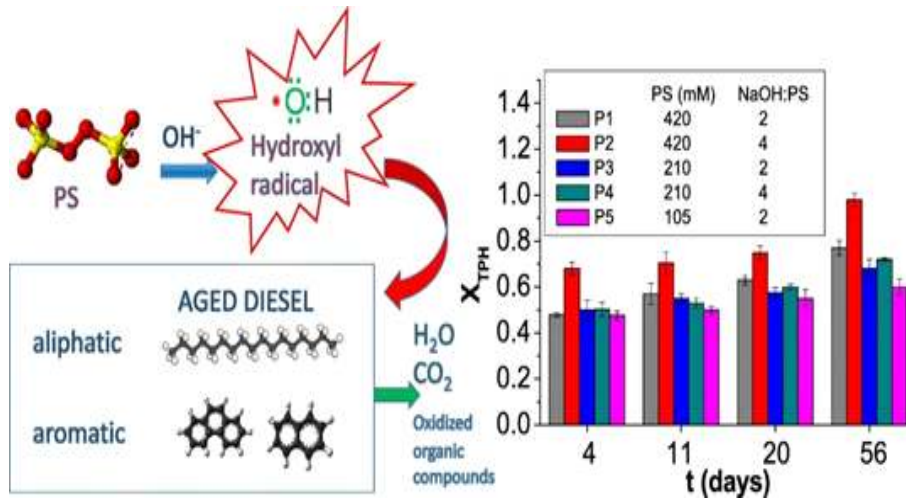 PS
OH⁻
•Ö:H
Hydroxyl
radical
AGED DIESEL
aliphatic
aromatic
H₂O
CO₂
Oxidized
organic
compounds
PS (mM) NaOH:PS
P1 420 2
P2 420 4
P3 210 2
P4 210 4
P5 105 2
1.4
1.2
1.0
0.8
0.6
0.4
0.2
0.0
X_TPH
4 11 20 56
t (days)